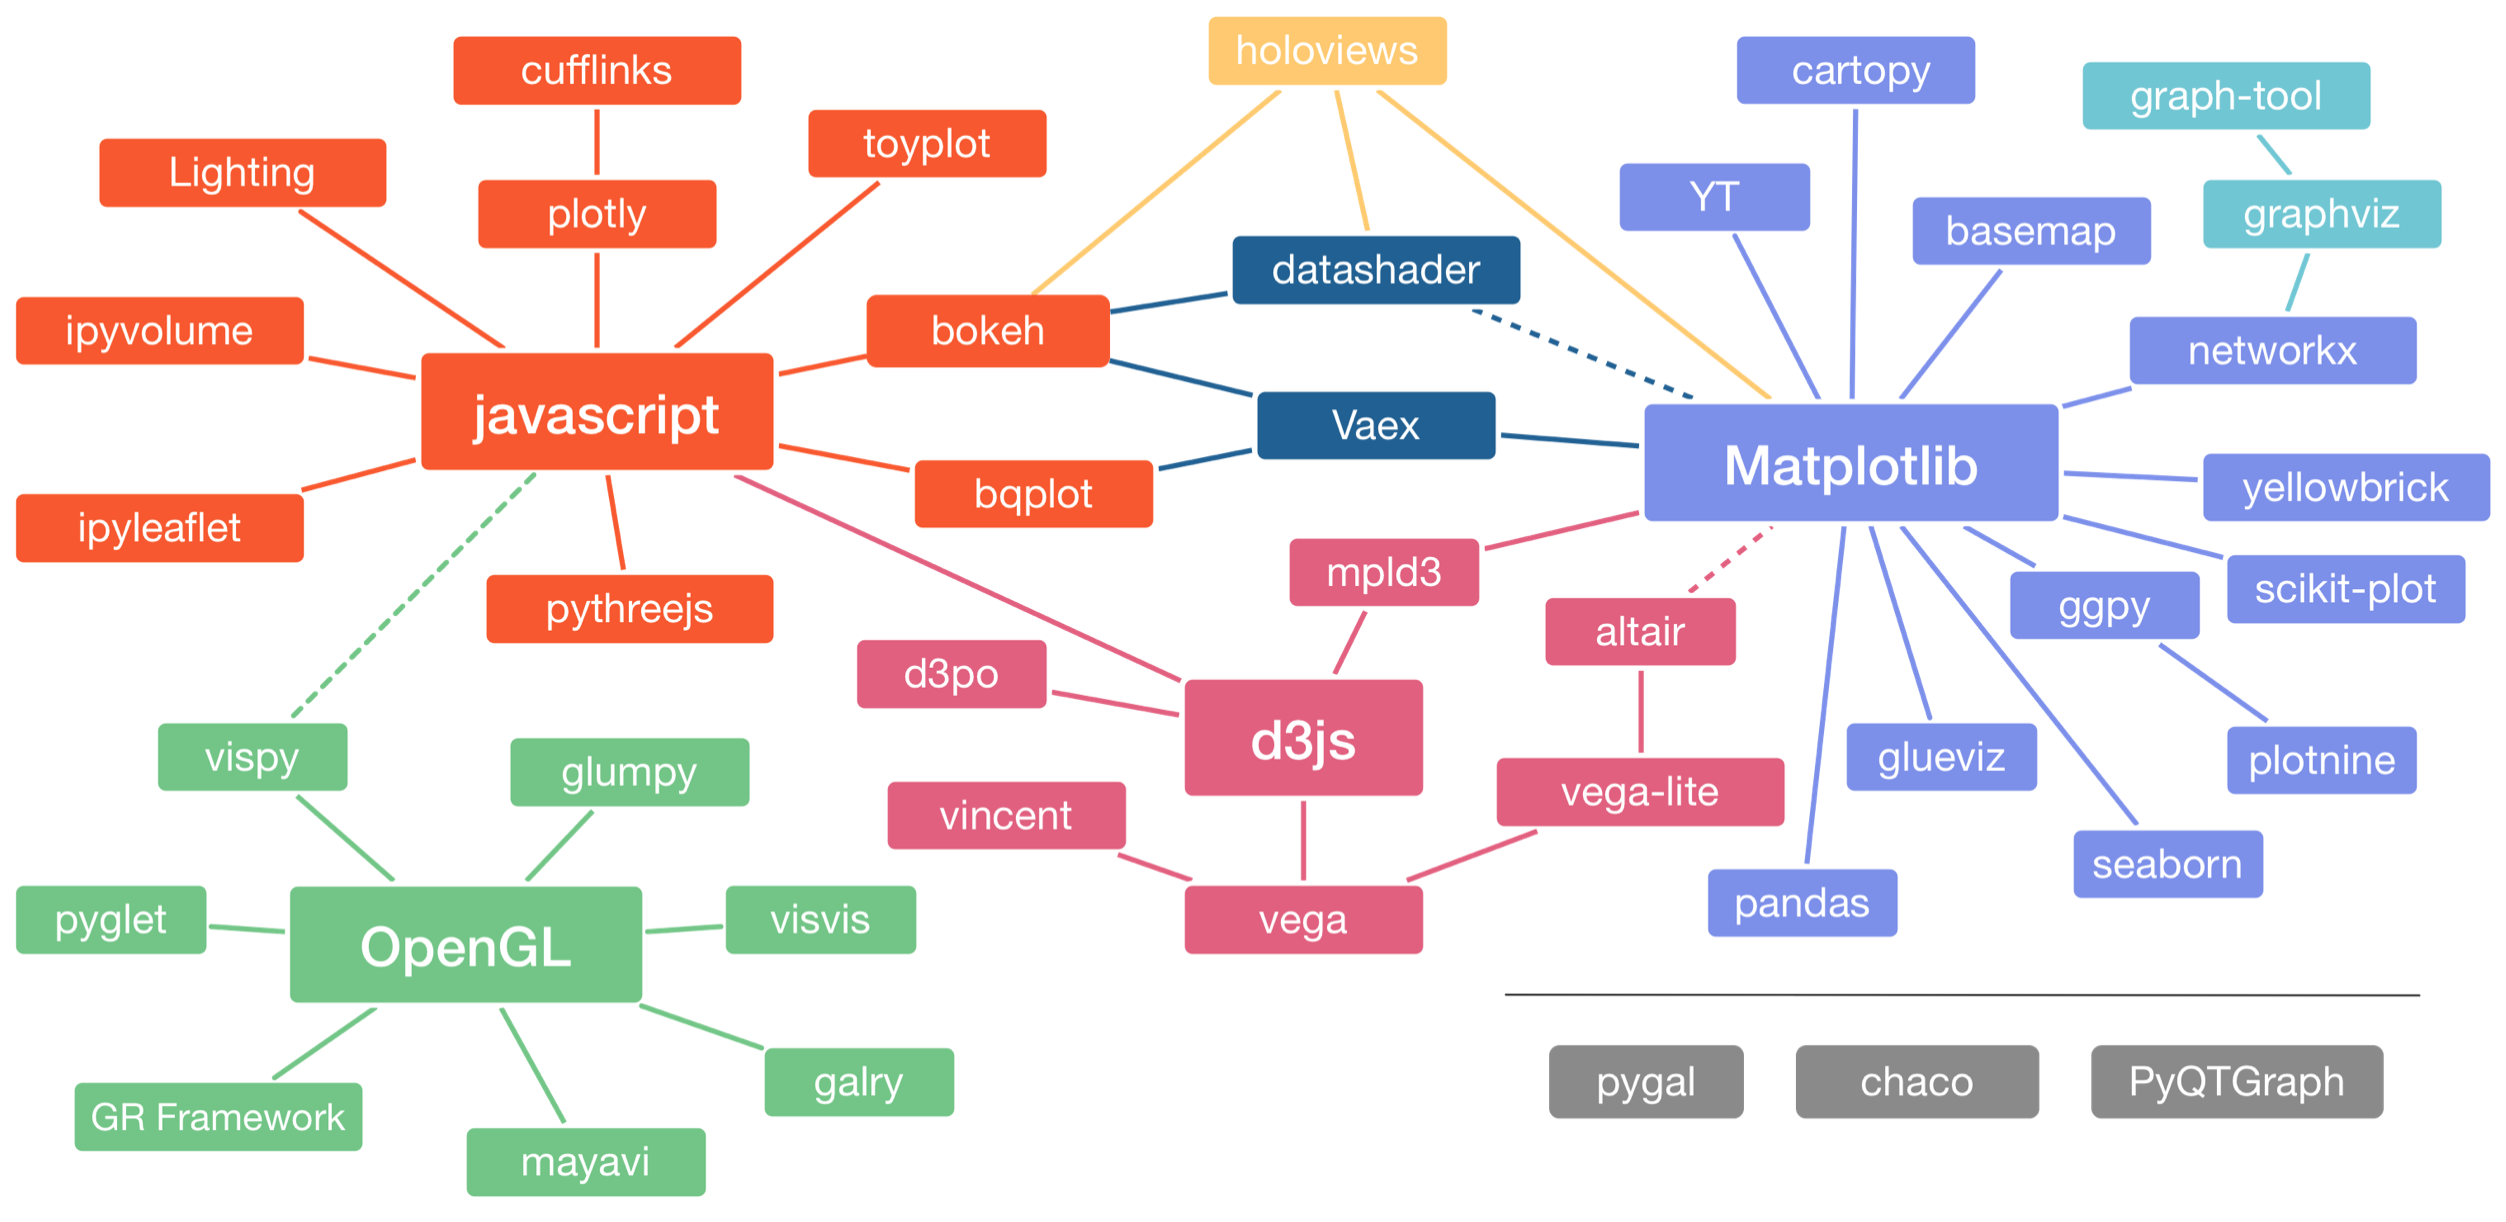 holoviews
cufflinks
cartopy
graph-tool
toyplot
Lighting
YT
plotly
graphviz
basemap
datashader
ipyvolume
bokeh
networkx
javascript
Vaex
Matplotlib
yellowbrick
bqplot
ipyleaflet
mpld3
scikit-plot
ggpy
pythreejs
altair
d3po
d3js
vispy
glueviz
plotnine
glumpy
vega-lite
vincent
seaborn
pandas
pyglet
visvis
vega
OpenGL
galry
pygal
chaco
PyQTGraph
GR Framework
mayavi